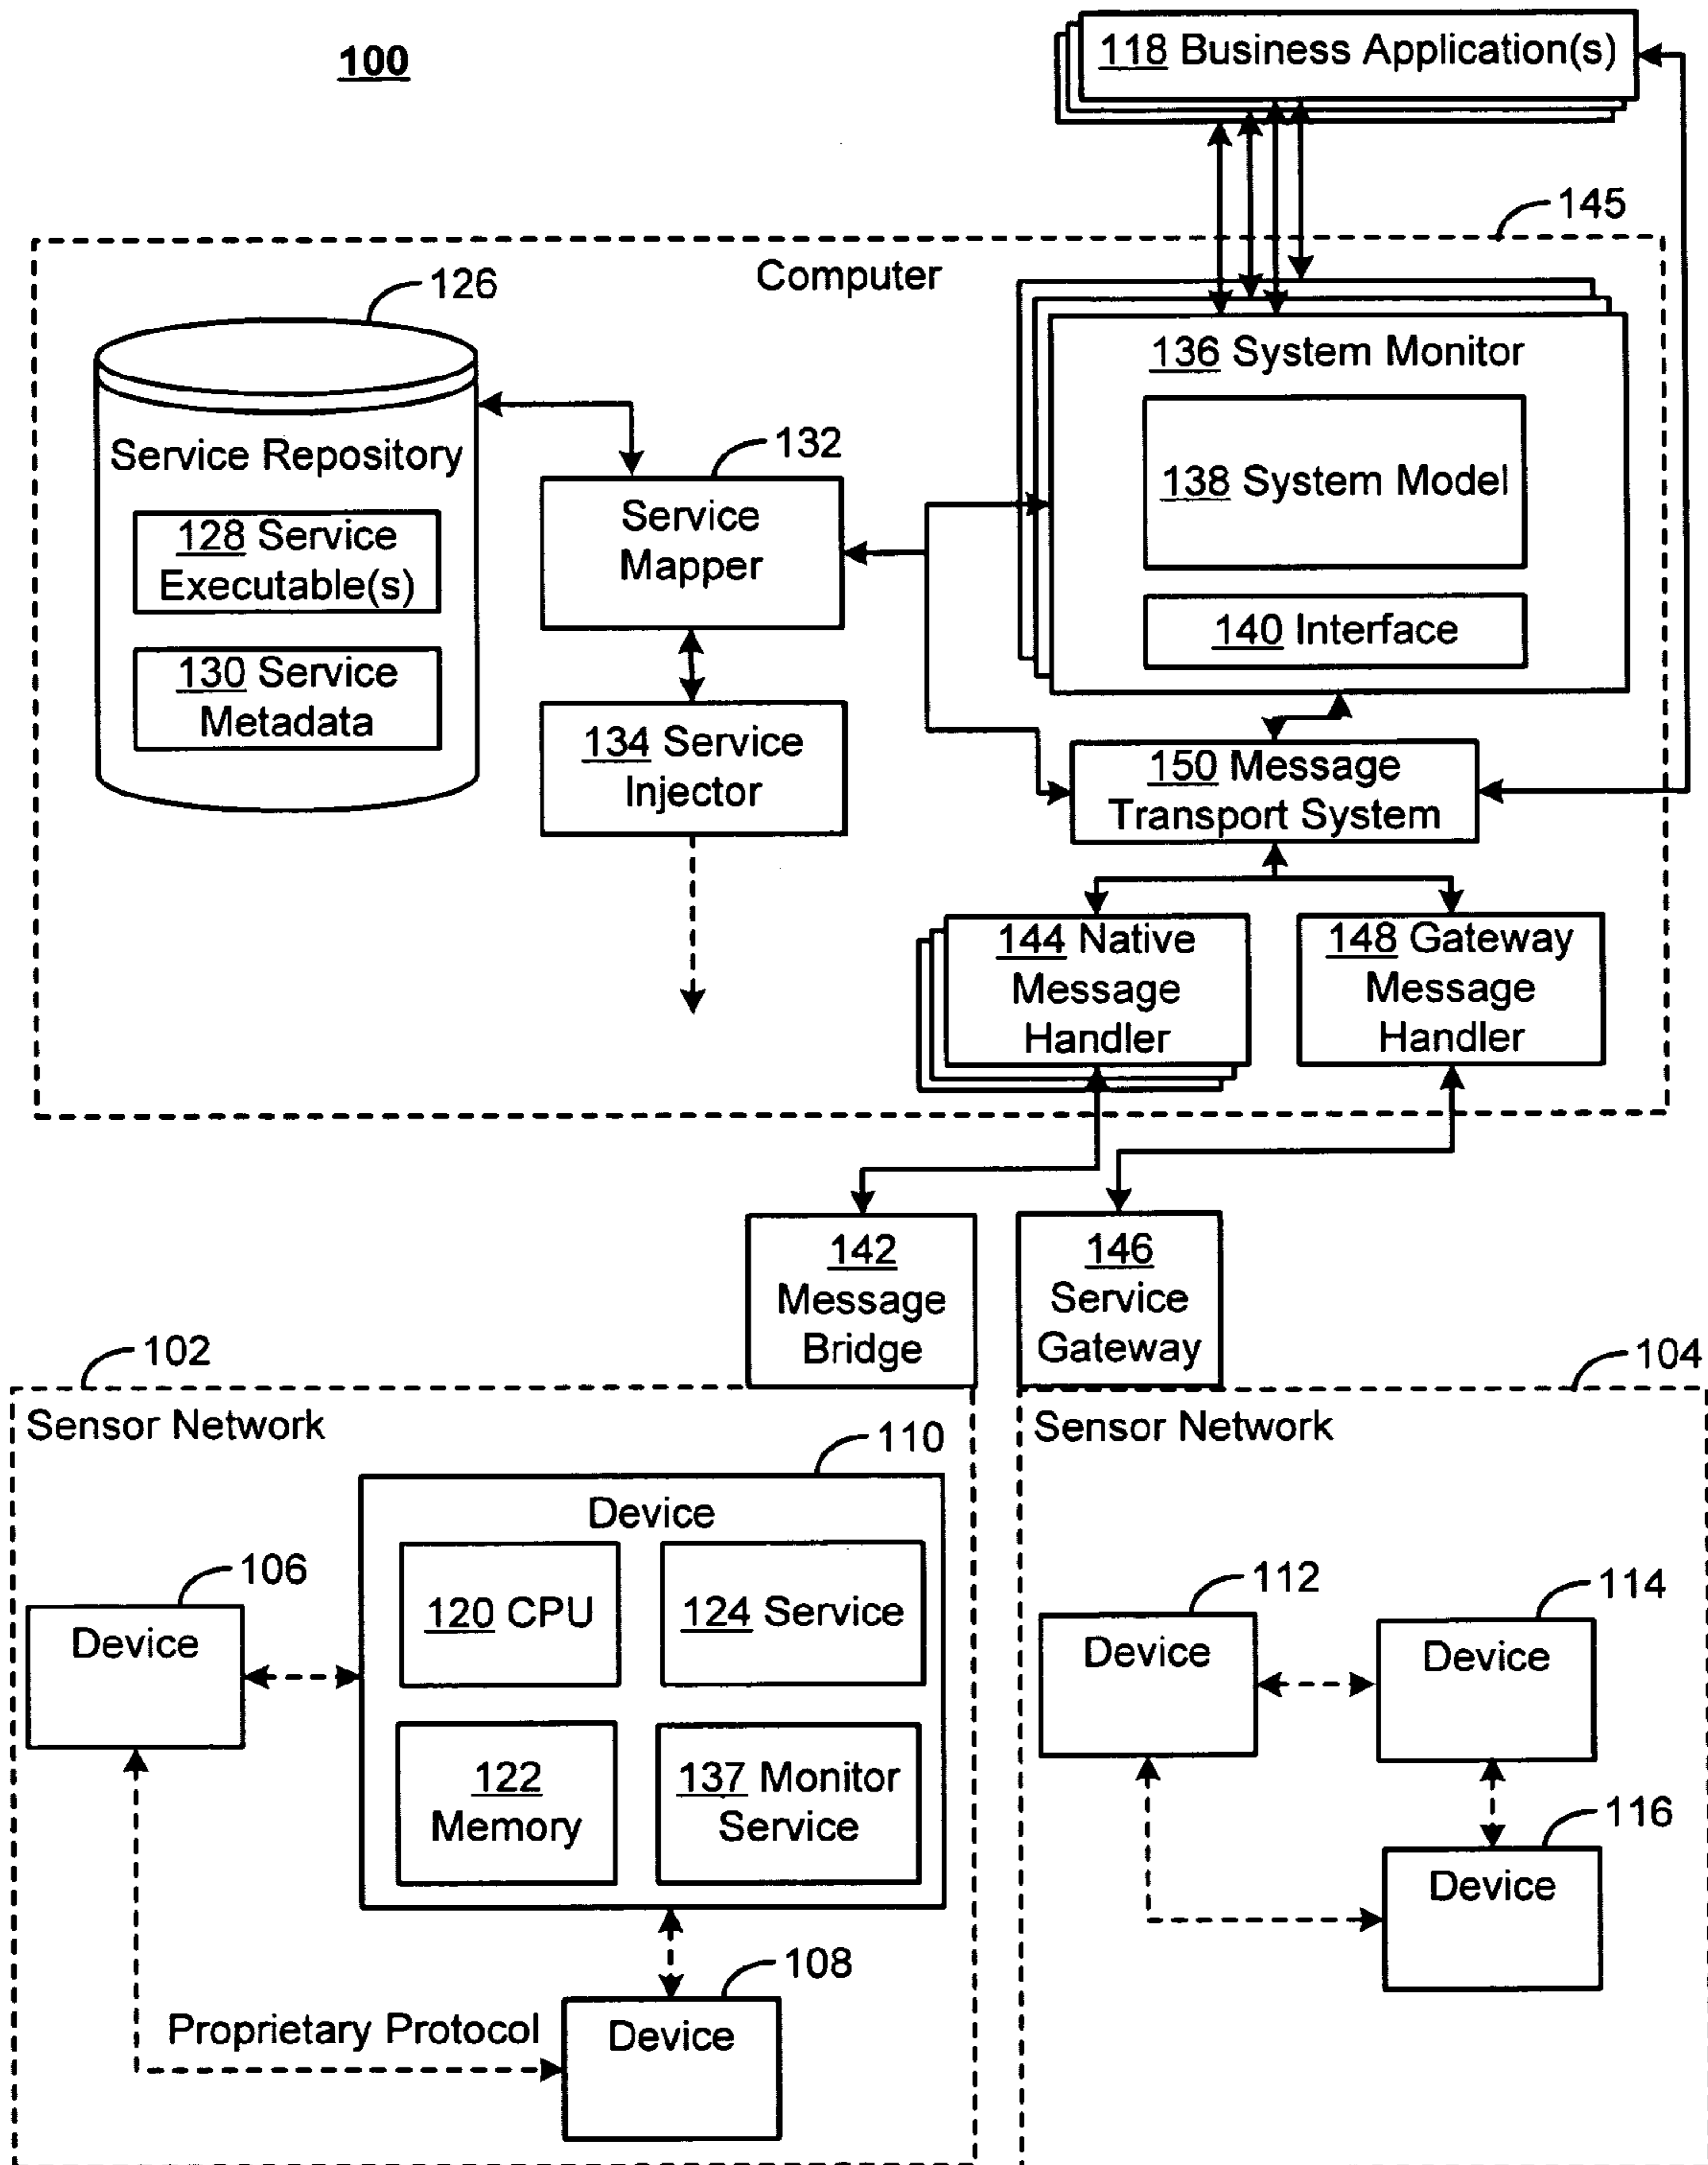 100
118 Business Application(s)
145
Computer
126
Service Repository
128 Service
Executable(s)
130 Service
Metadata
132
Service
Mapper
134 Service
Injector
136 System Monitor
138 System Model
140 Interface
150 Message
Transport System
144 Native
Message
Handler
148 Gateway
Message
Handler
142
Message
Bridge
146
Service
Gateway
102
Sensor Network
110
Device
120 CPU
124 Service
122
Memory
137 Monitor
Service
106
Device
108
Device
Proprietary Protocol
104
Sensor Network
112
Device
114
Device
116
Device